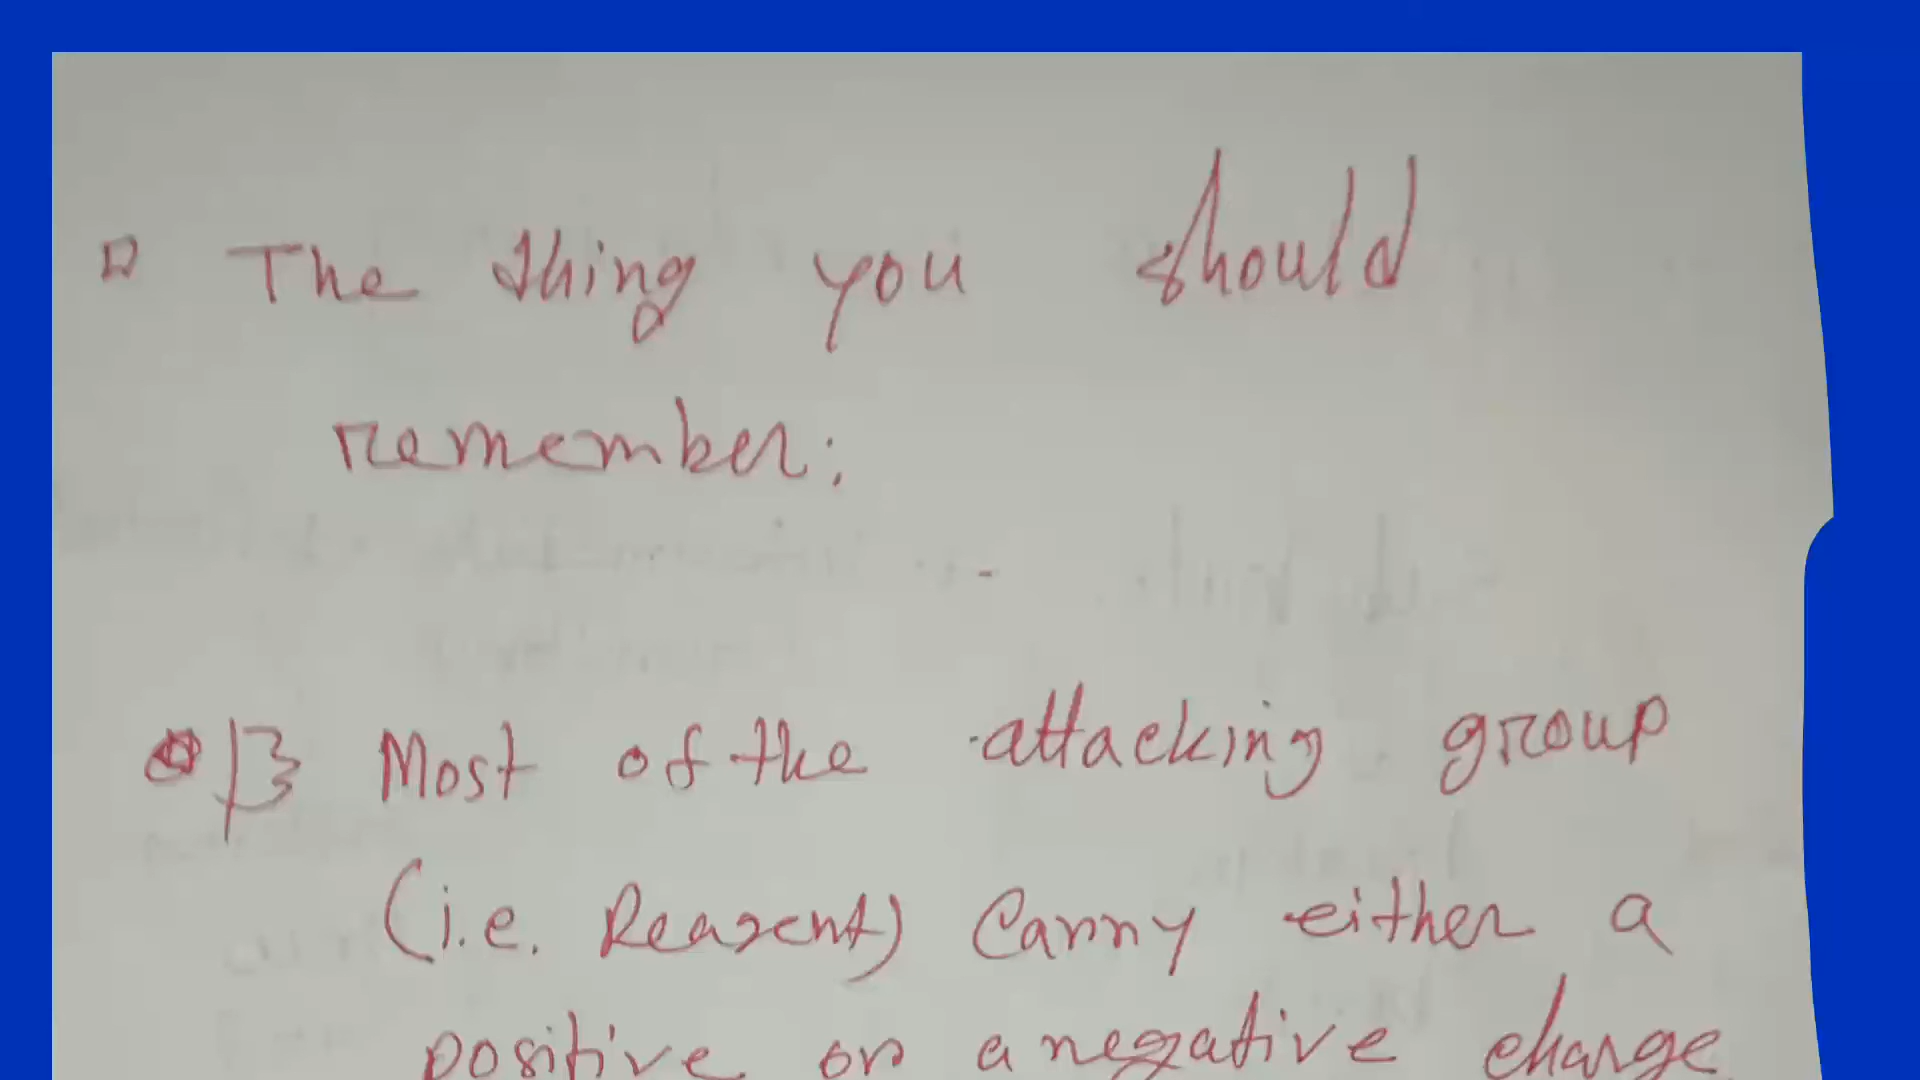 The thing you should
remember:
Most of the attacking group
(i.e. Reagent) Carry either a
positive or a negative charge